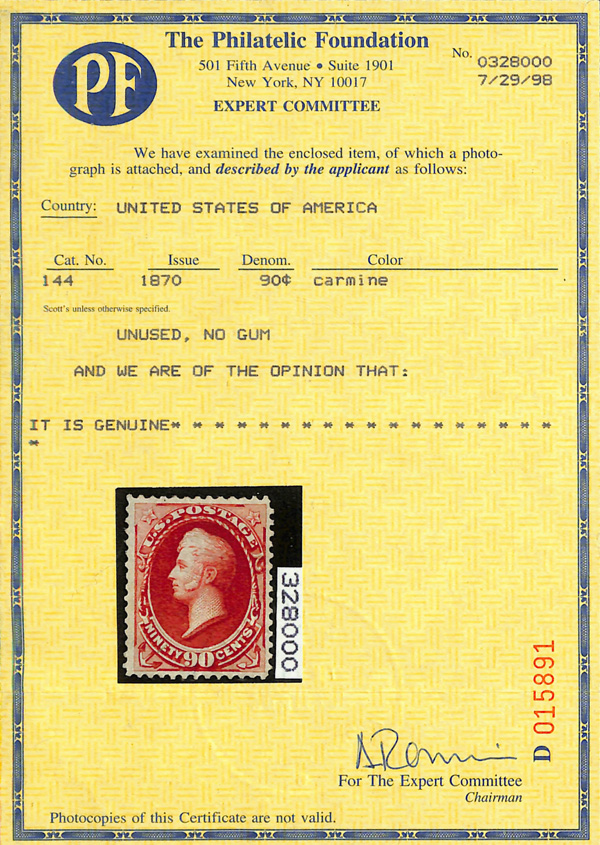 PF
The Philatelic Foundation
501 Fifth Avenue • Suite 1901
New York, NY 10017
EXPERT COMMITTEE
No. 0328000
7/29/98
We have examined the enclosed item, of which a photo-
graph is attached, and described by the applicant as follows:
Country: UNITED STATES OF AMERICA
Cat. No. Issue Denom. Color
144 1870 90¢ carmine
Scott's unless otherwise specified.
UNUSED, NO GUM
AND WE ARE OF THE OPINION THAT:
IT IS GENUINE* * * * * * * * * * * * * * * * * *
*
U.S. POSTAGE
NINETY 90 CENTS
328000
D 015891
For The Expert Committee
Chairman
Photocopies of this Certificate are not valid.